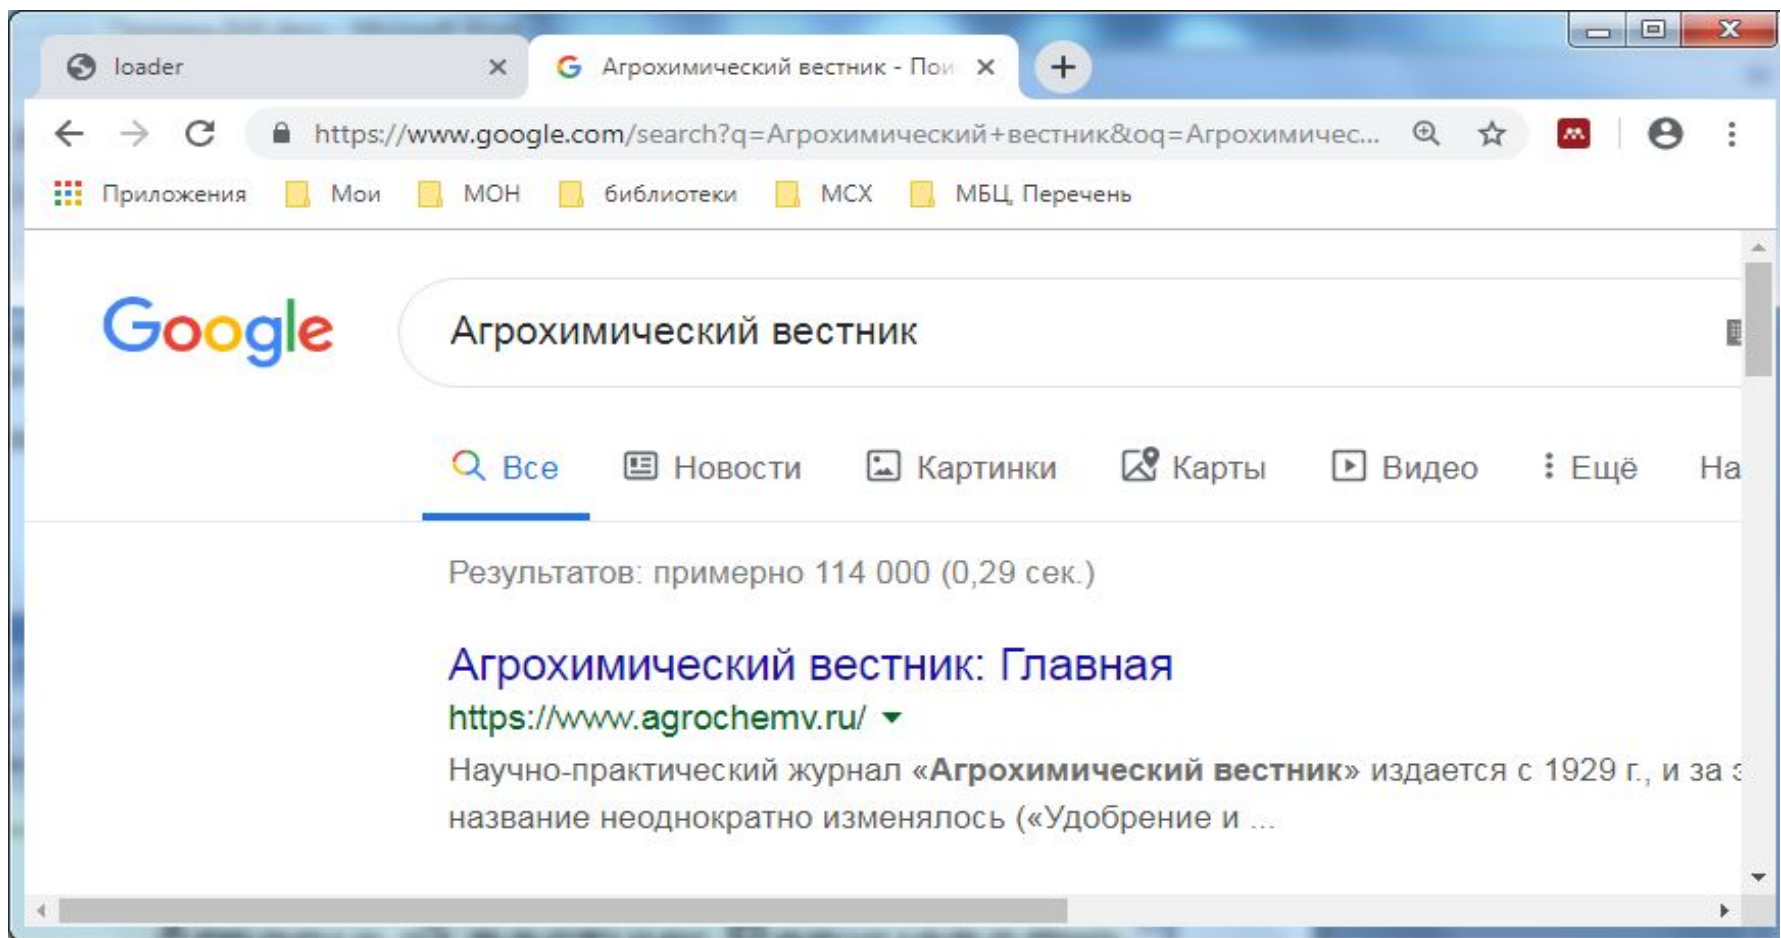 loader
Агрохимический вестник - Пои
https://www.google.com/search?q=Агрохимический+вестник&oq=Агрохимичес...
Приложения Мои МОН библиотеки МСХ МБЦ, Перечень
Google Агрохимический вестник
Все Новости Картинки Карты Видео Ещё На
Результатов: примерно 114 000 (0,29 сек.)
Агрохимический вестник: Главная
https://www.agrochemv.ru/
Научно-практический журнал «Агрохимический вестник» издается с 1929 г., и за
название неоднократно изменялось («Удобрение и ...